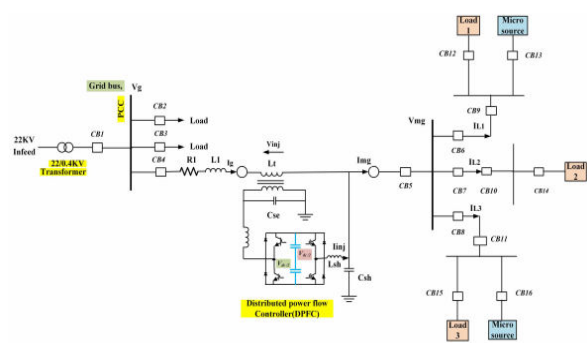 Load
1
Micro
source
CB12
CB13
Grid bus,
Vg
PCC
CB2
Load
CB9
Vmg
22KV
Infeed
CB1
CB3
Load
Vinj
CB6
IL1
22/0.4KV
Transformer
CB4
R1
L1
Ig
Lt
Img
CB5
IL2
CB7
CB10
CB14
Load
2
Cse
IL3
CB8
CB11
Iinj
Lsh
Csh
Distributed power flow
Controller(DPFC)
CB15
CB16
Load
3
Micro
source